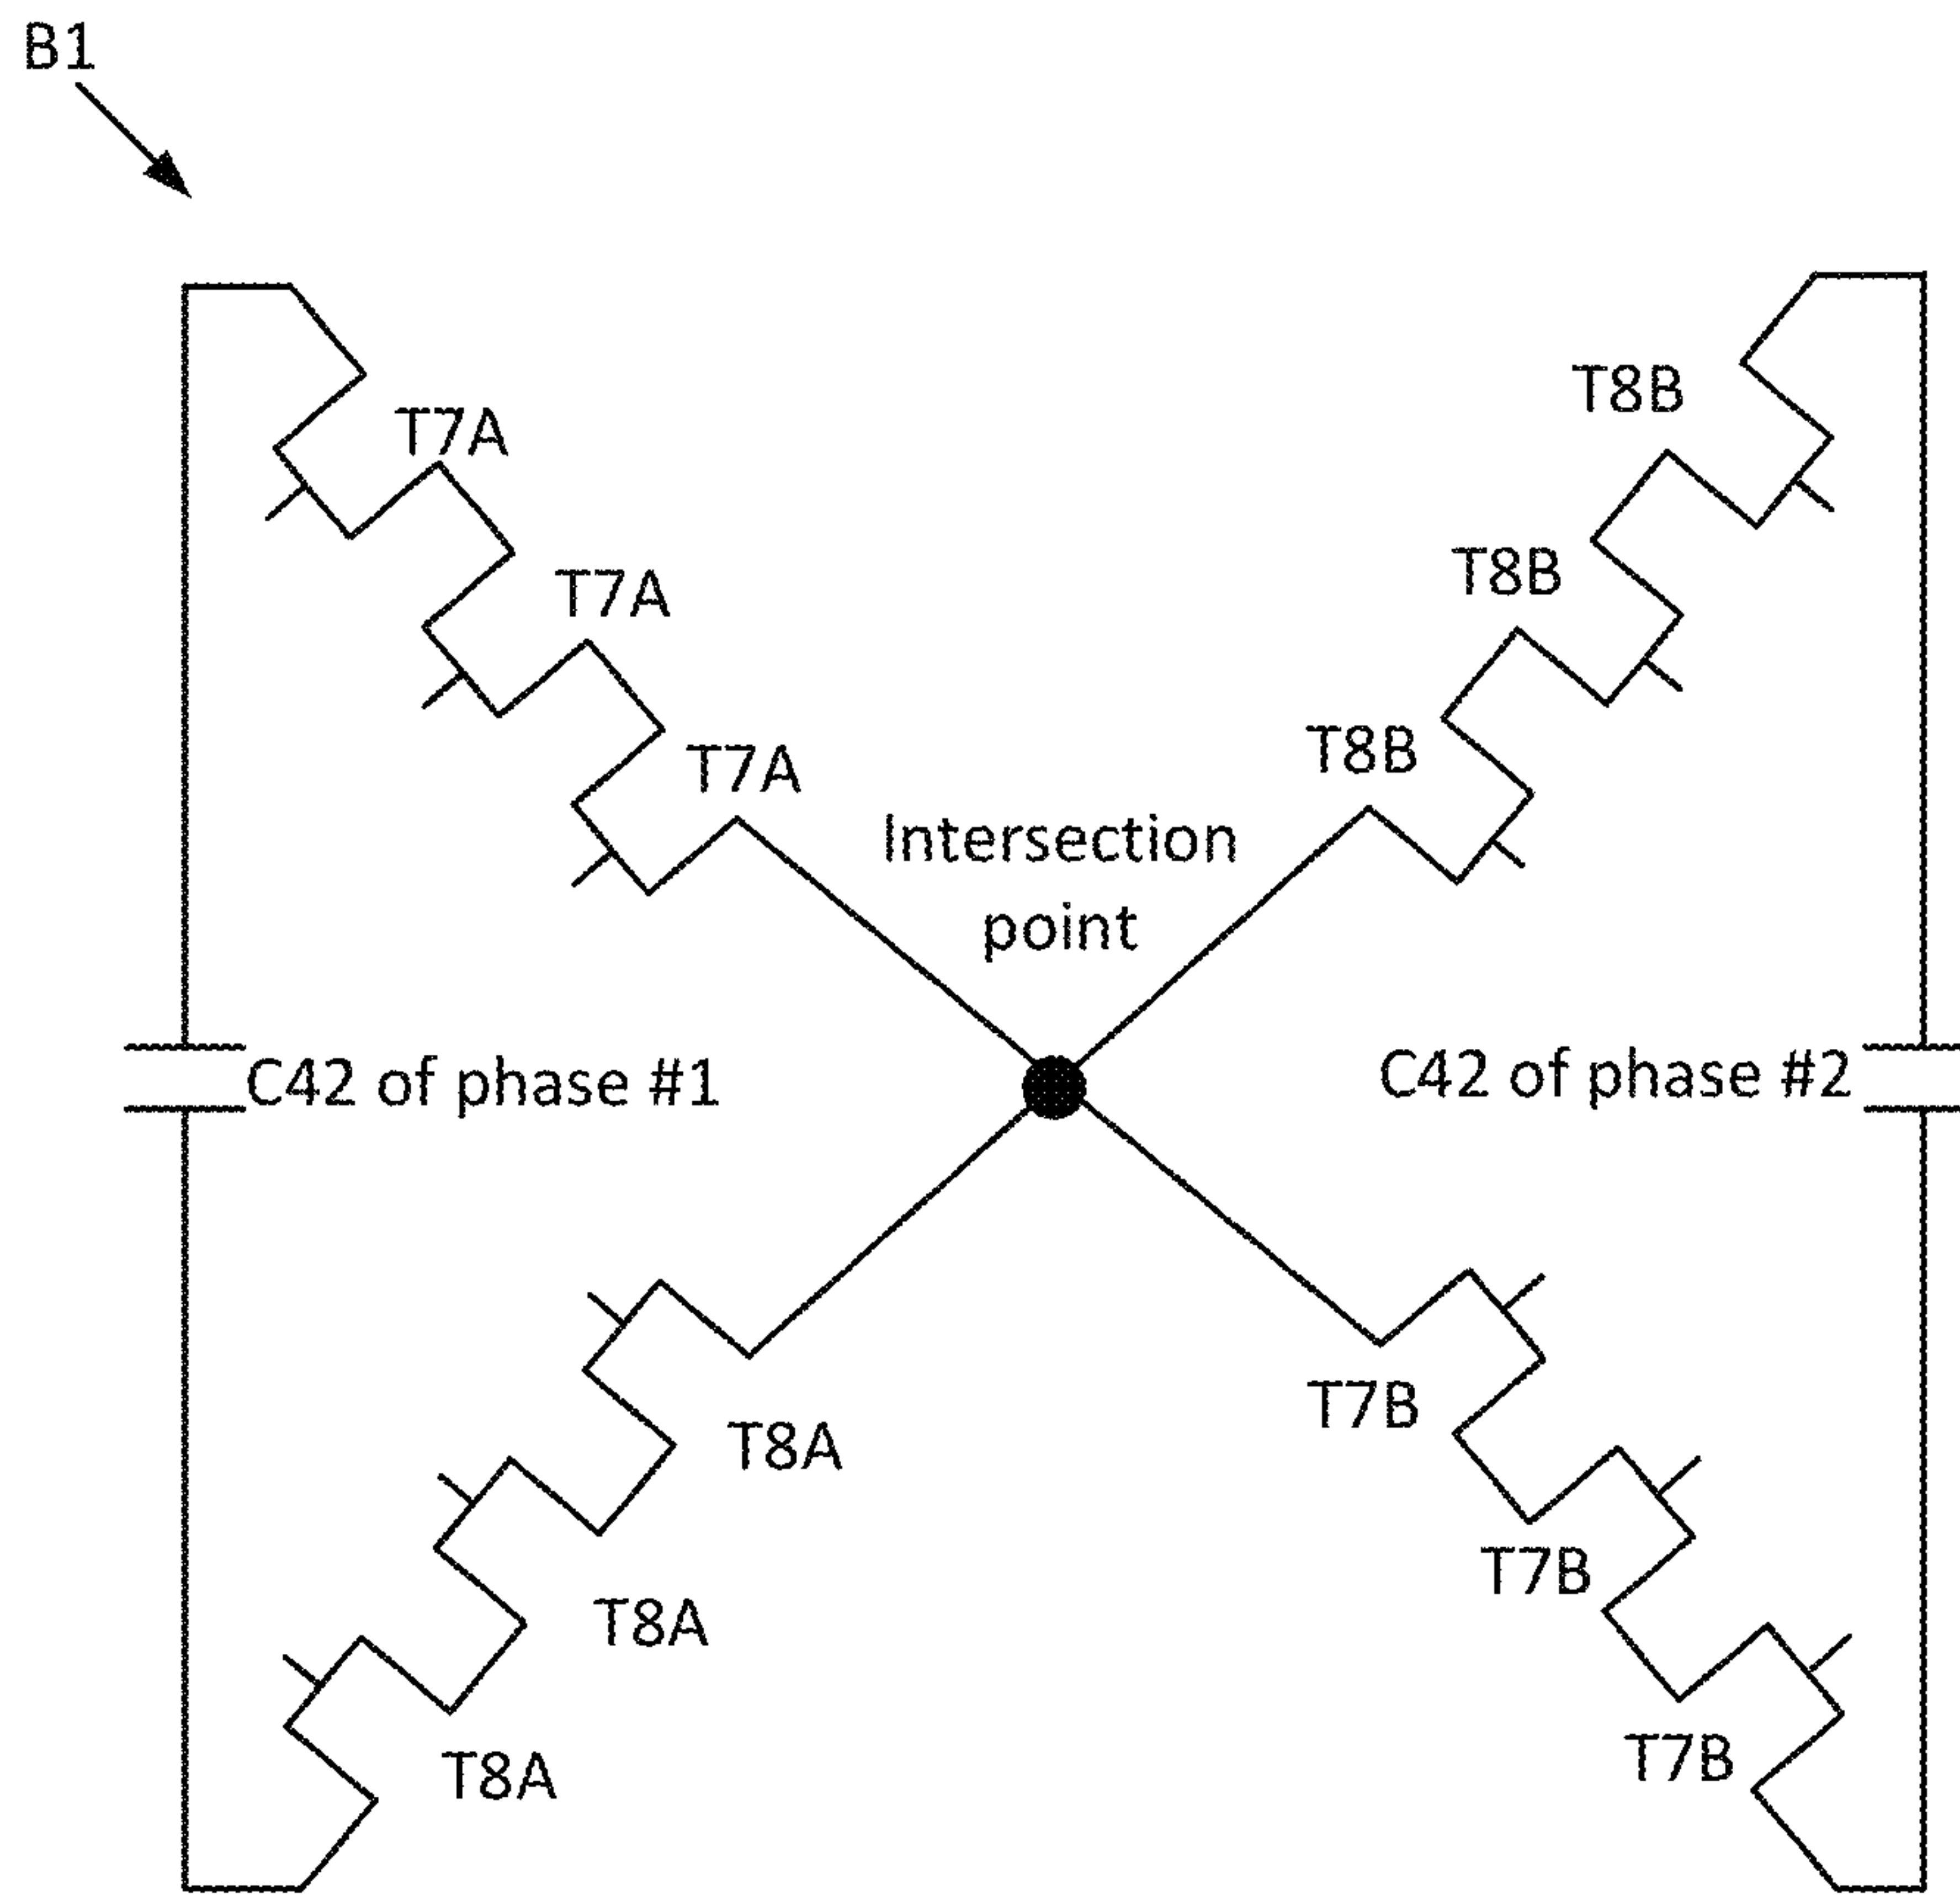 B1
T8B
T7A
T8B
T7A
T8B
T7A
Intersection
point
C42 of phase #1
C42 of phase #2
T7B
T8A
T7B
T8A
T7B
T8A